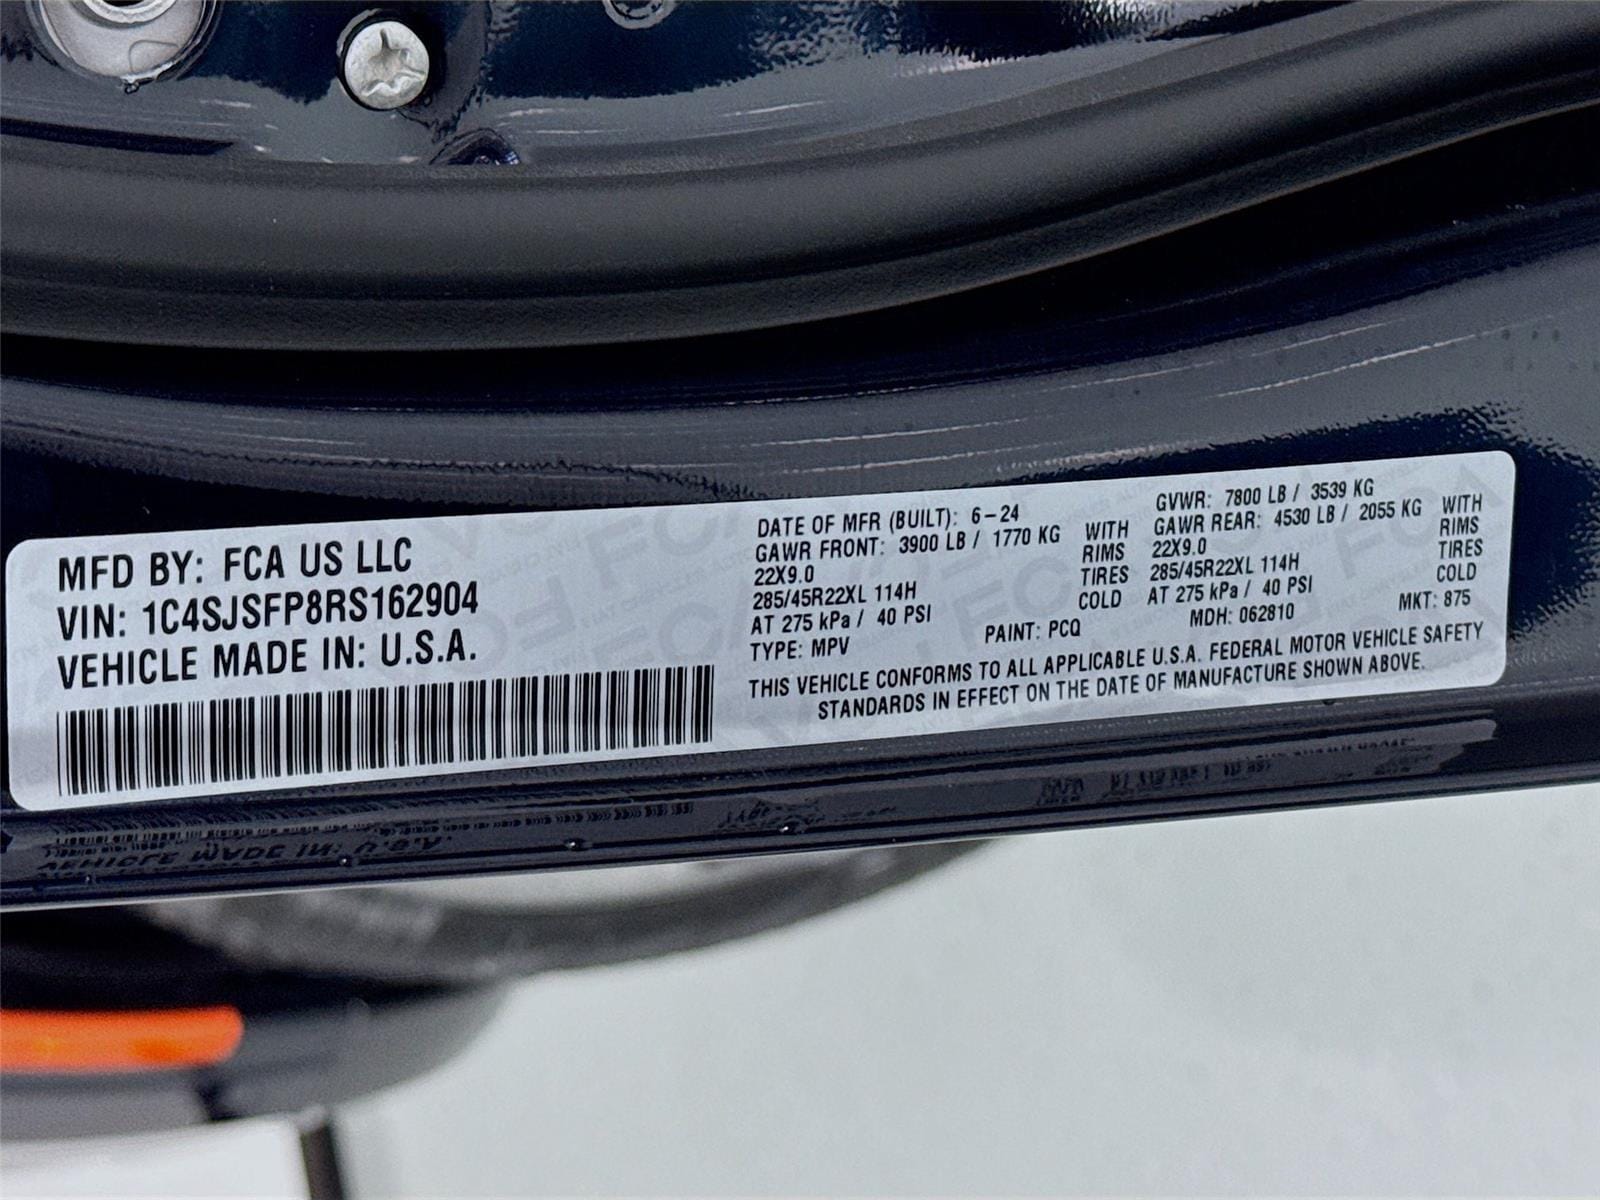 MFD BY: FCA US LLC
VIN: 1C4SJSFP8RS162904
VEHICLE MADE IN: U.S.A.
DATE OF MFR (BUILT): 6-24 GVWR: 7800 LB / 3539 KG
GAWR FRONT: 3900 LB / 1770 KG WITH GAWR REAR: 4530 LB / 2055 KG WITH
22X9.0 RIMS 22X9.0 RIMS
285/45R22XL 114H TIRES 285/45R22XL 114H TIRES
AT 275 kPa / 40 PSI COLD AT 275 kPa / 40 PSI COLD
TYPE: MPV PAINT: PCQ MDH: 062810 MKT: 875
THIS VEHICLE CONFORMS TO ALL APPLICABLE U.S.A. FEDERAL MOTOR VEHICLE SAFETY
STANDARDS IN EFFECT ON THE DATE OF MANUFACTURE SHOWN ABOVE.